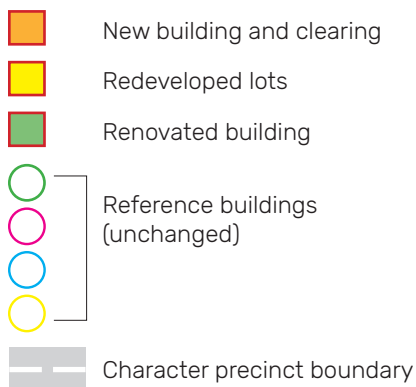 New building and clearing
Redeveloped lots
Renovated building
Reference buildings
(unchanged)
Character precinct boundary